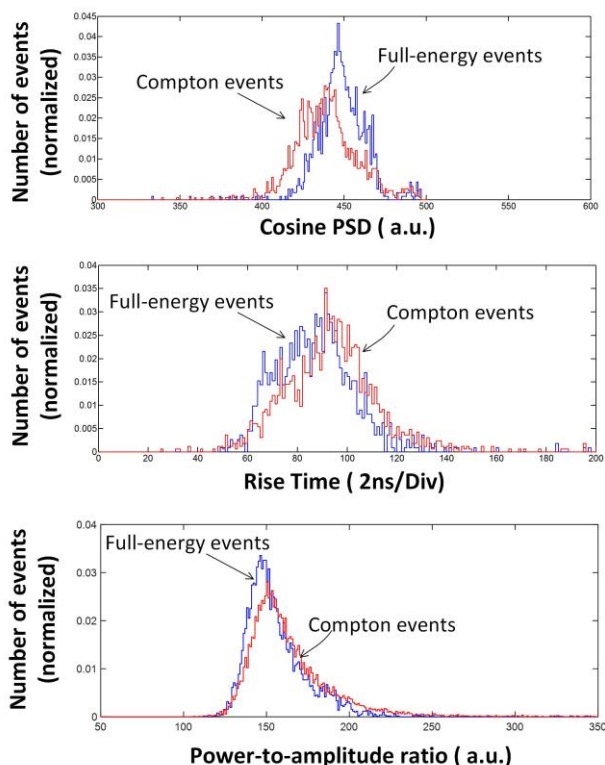 Number of events
(normalized)
0.045
0.04
0.035
0.03
0.025
0.02
0.015
0.01
0.005
0
Compton events
Full-energy events
300 350 400 450 500 550 600
Cosine PSD ( a.u.)
Number of events
(normalized)
0.04
0.035
0.03
0.025
0.02
0.015
0.01
0.005
0
Full-energy events
Compton events
0 20 40 60 80 100 120 140 160 180 200
Rise Time ( 2ns/Div)
Number of events
(normalized)
0.04
0.03
0.02
0.01
0
Full-energy events
Compton events
50 100 150 200 250 300 350
Power-to-amplitude ratio ( a.u.)